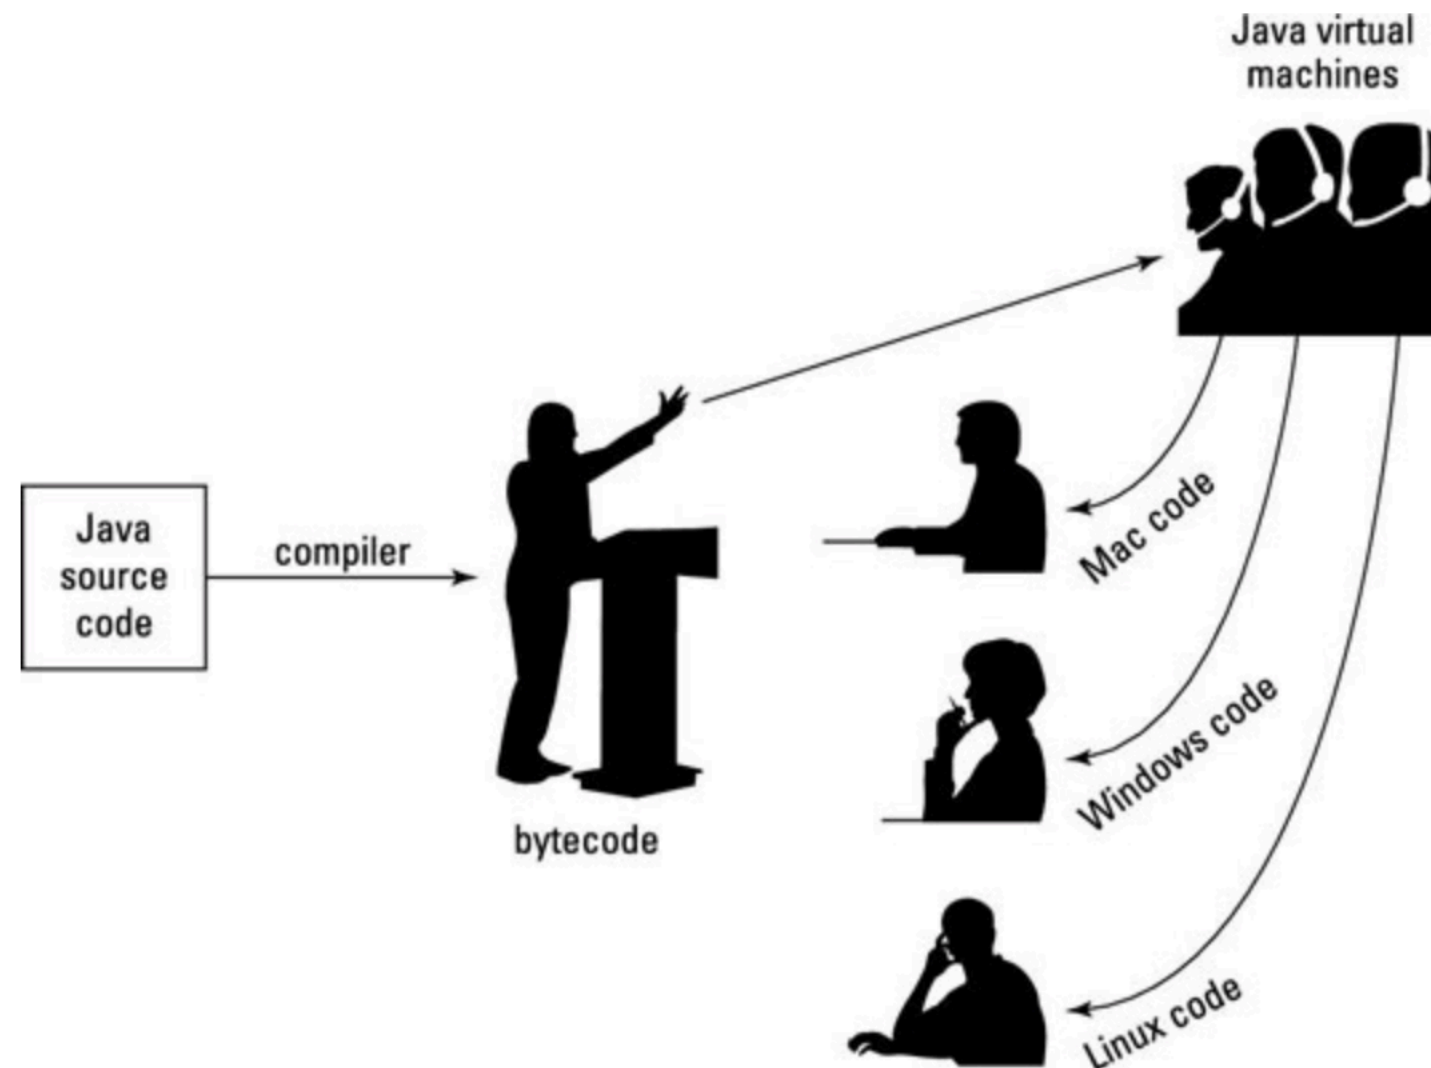 Java virtual
machines
Java
source
code
compiler
bytecode
Mac code
Windows code
Linux code